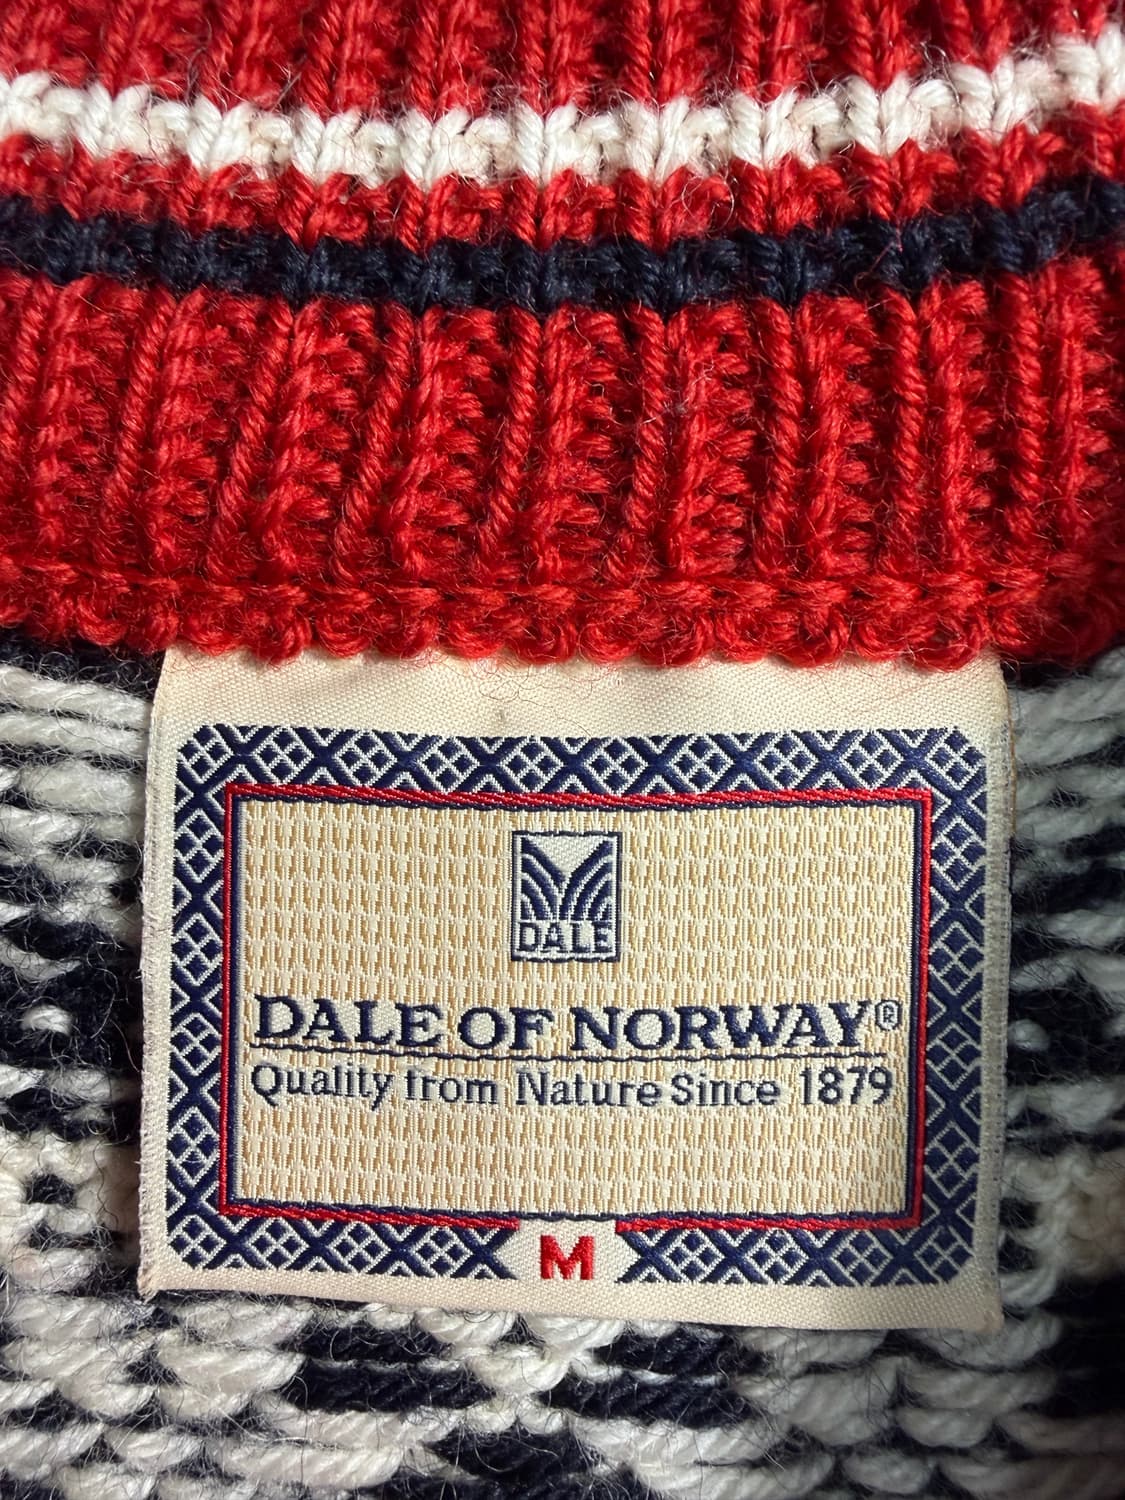 DALE
DALE OF NORWAY®
Quality from Nature Since 1879
M